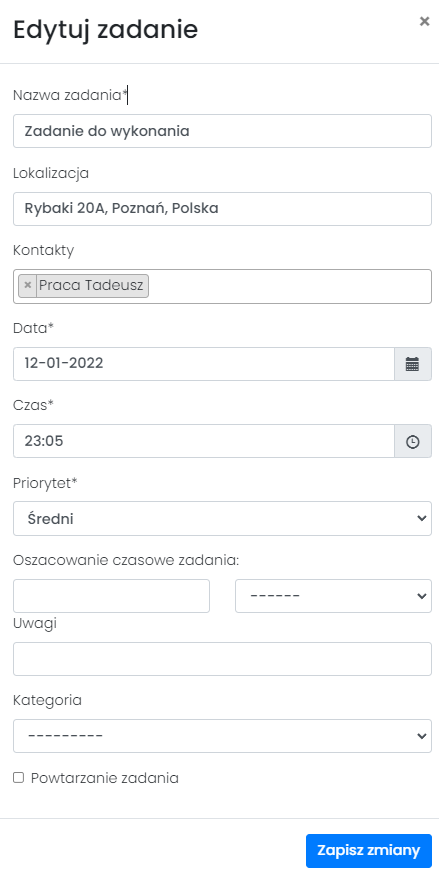 Edytuj zadanie
×
Nazwa zadania*
Zadanie do wykonania
Lokalizacja
Rybaki 20A, Poznań, Polska
Kontakty
× Praca Tadeusz
Data*
12-01-2022
Czas*
23:05
Priorytet*
Średni
Oszacowanie czasowe zadania:
------
Uwagi
Kategoria
---------
Powtarzanie zadania
Zapisz zmiany